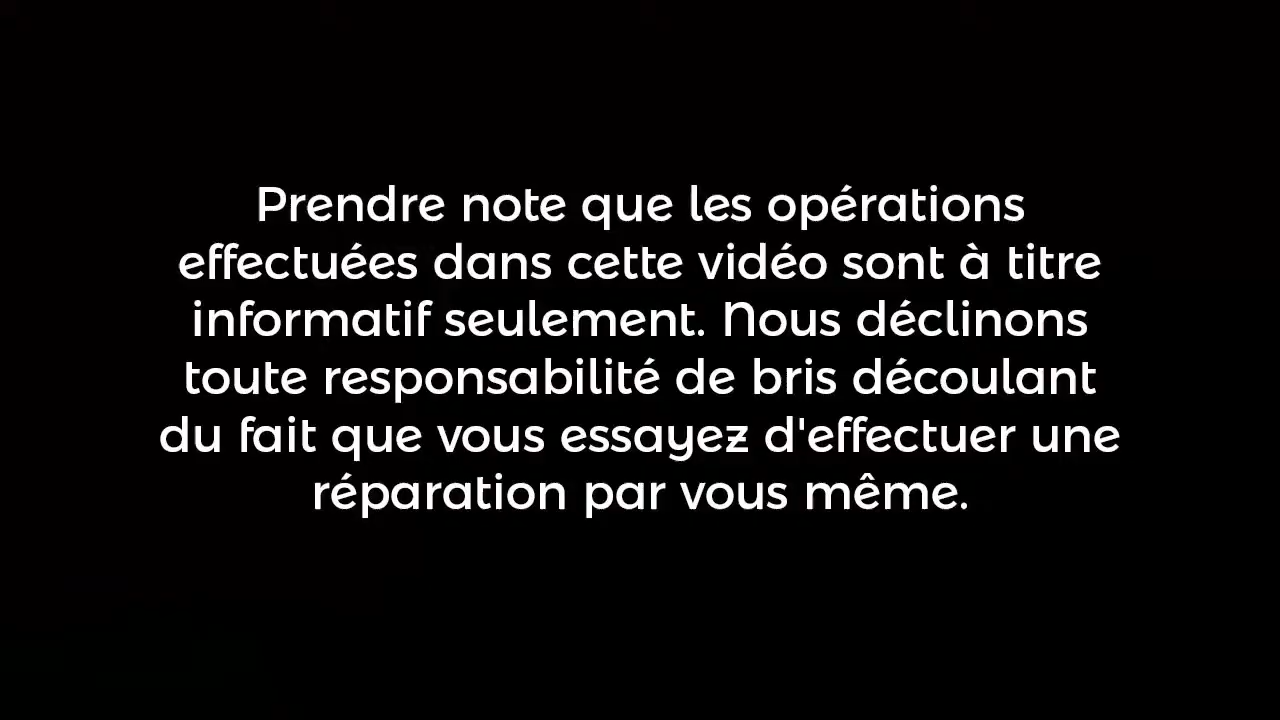 Prendre note que les opérations
effectuées dans cette vidéo sont à titre
informatif seulement. Nous déclinons
toute responsabilité de bris découlant
du fait que vous essayez d'effectuer une
réparation par vous même.